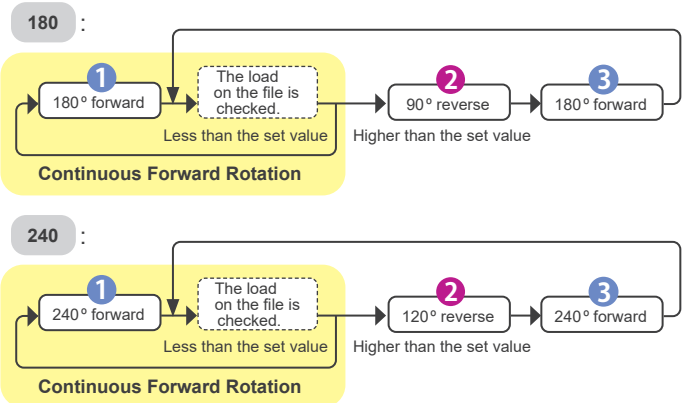 180 :
1 2 3
180° forward
The load
on the file is
checked.
90° reverse
180° forward
Less than the set value
Higher than the set value
Continuous Forward Rotation
240 :
1 2 3
240° forward
The load
on the file is
checked.
120° reverse
240° forward
Less than the set value
Higher than the set value
Continuous Forward Rotation